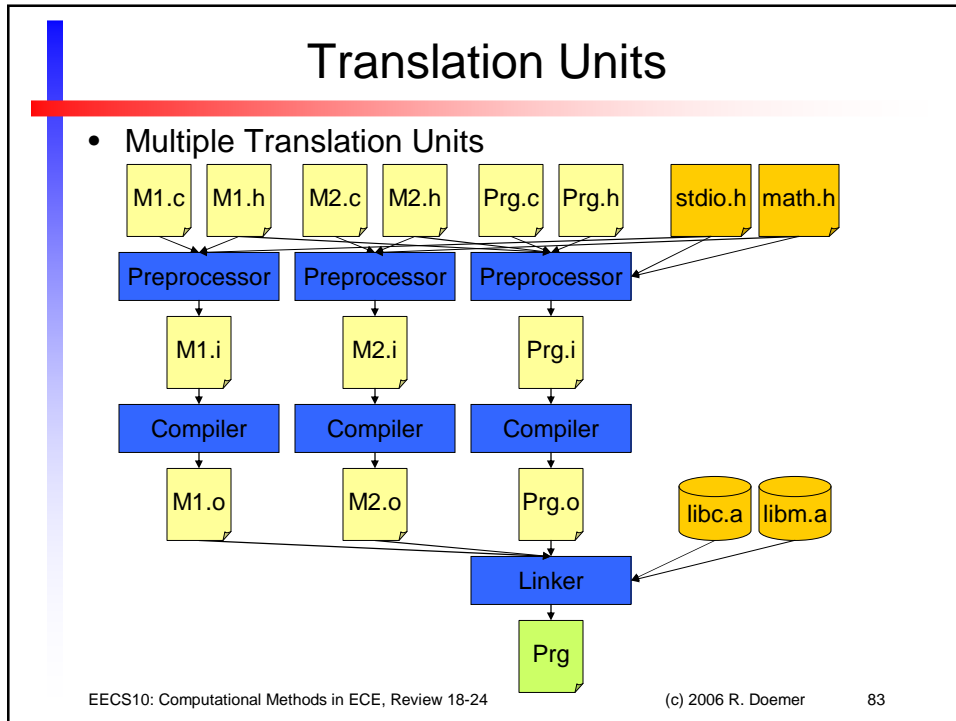 Translation Units
• Multiple Translation Units
M1.c M1.h M2.c M2.h Prg.c Prg.h stdio.h math.h
Preprocessor Preprocessor Preprocessor
M1.i M2.i Prg.i
Compiler Compiler Compiler
M1.o M2.o Prg.o libc.a libm.a
Linker
Prg
EECS10: Computational Methods in ECE, Review 18-24 (c) 2006 R. Doemer 83